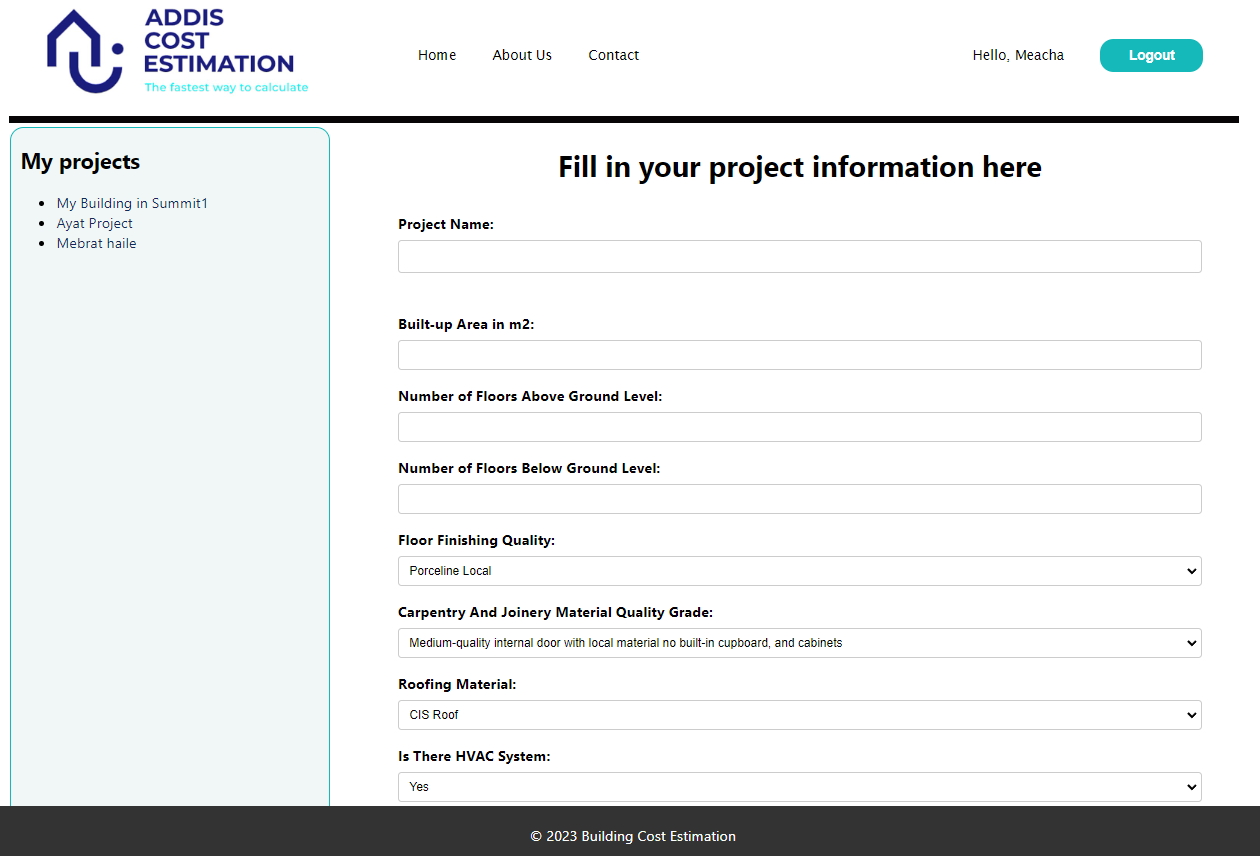 ADDIS
COST
ESTIMATION
The fastest way to calculate
Home
About Us
Contact
Hello, Meacha
Logout
My projects
My Building in Summit1
Ayat Project
Mebrat haile
Fill in your project information here
Project Name:
Built-up Area in m2:
Number of Floors Above Ground Level:
Number of Floors Below Ground Level:
Floor Finishing Quality:
Porceline Local
Carpentry And Joinery Material Quality Grade:
Medium-quality internal door with local material no built-in cupboard, and cabinets
Roofing Material:
CIS Roof
Is There HVAC System:
Yes
© 2023 Building Cost Estimation